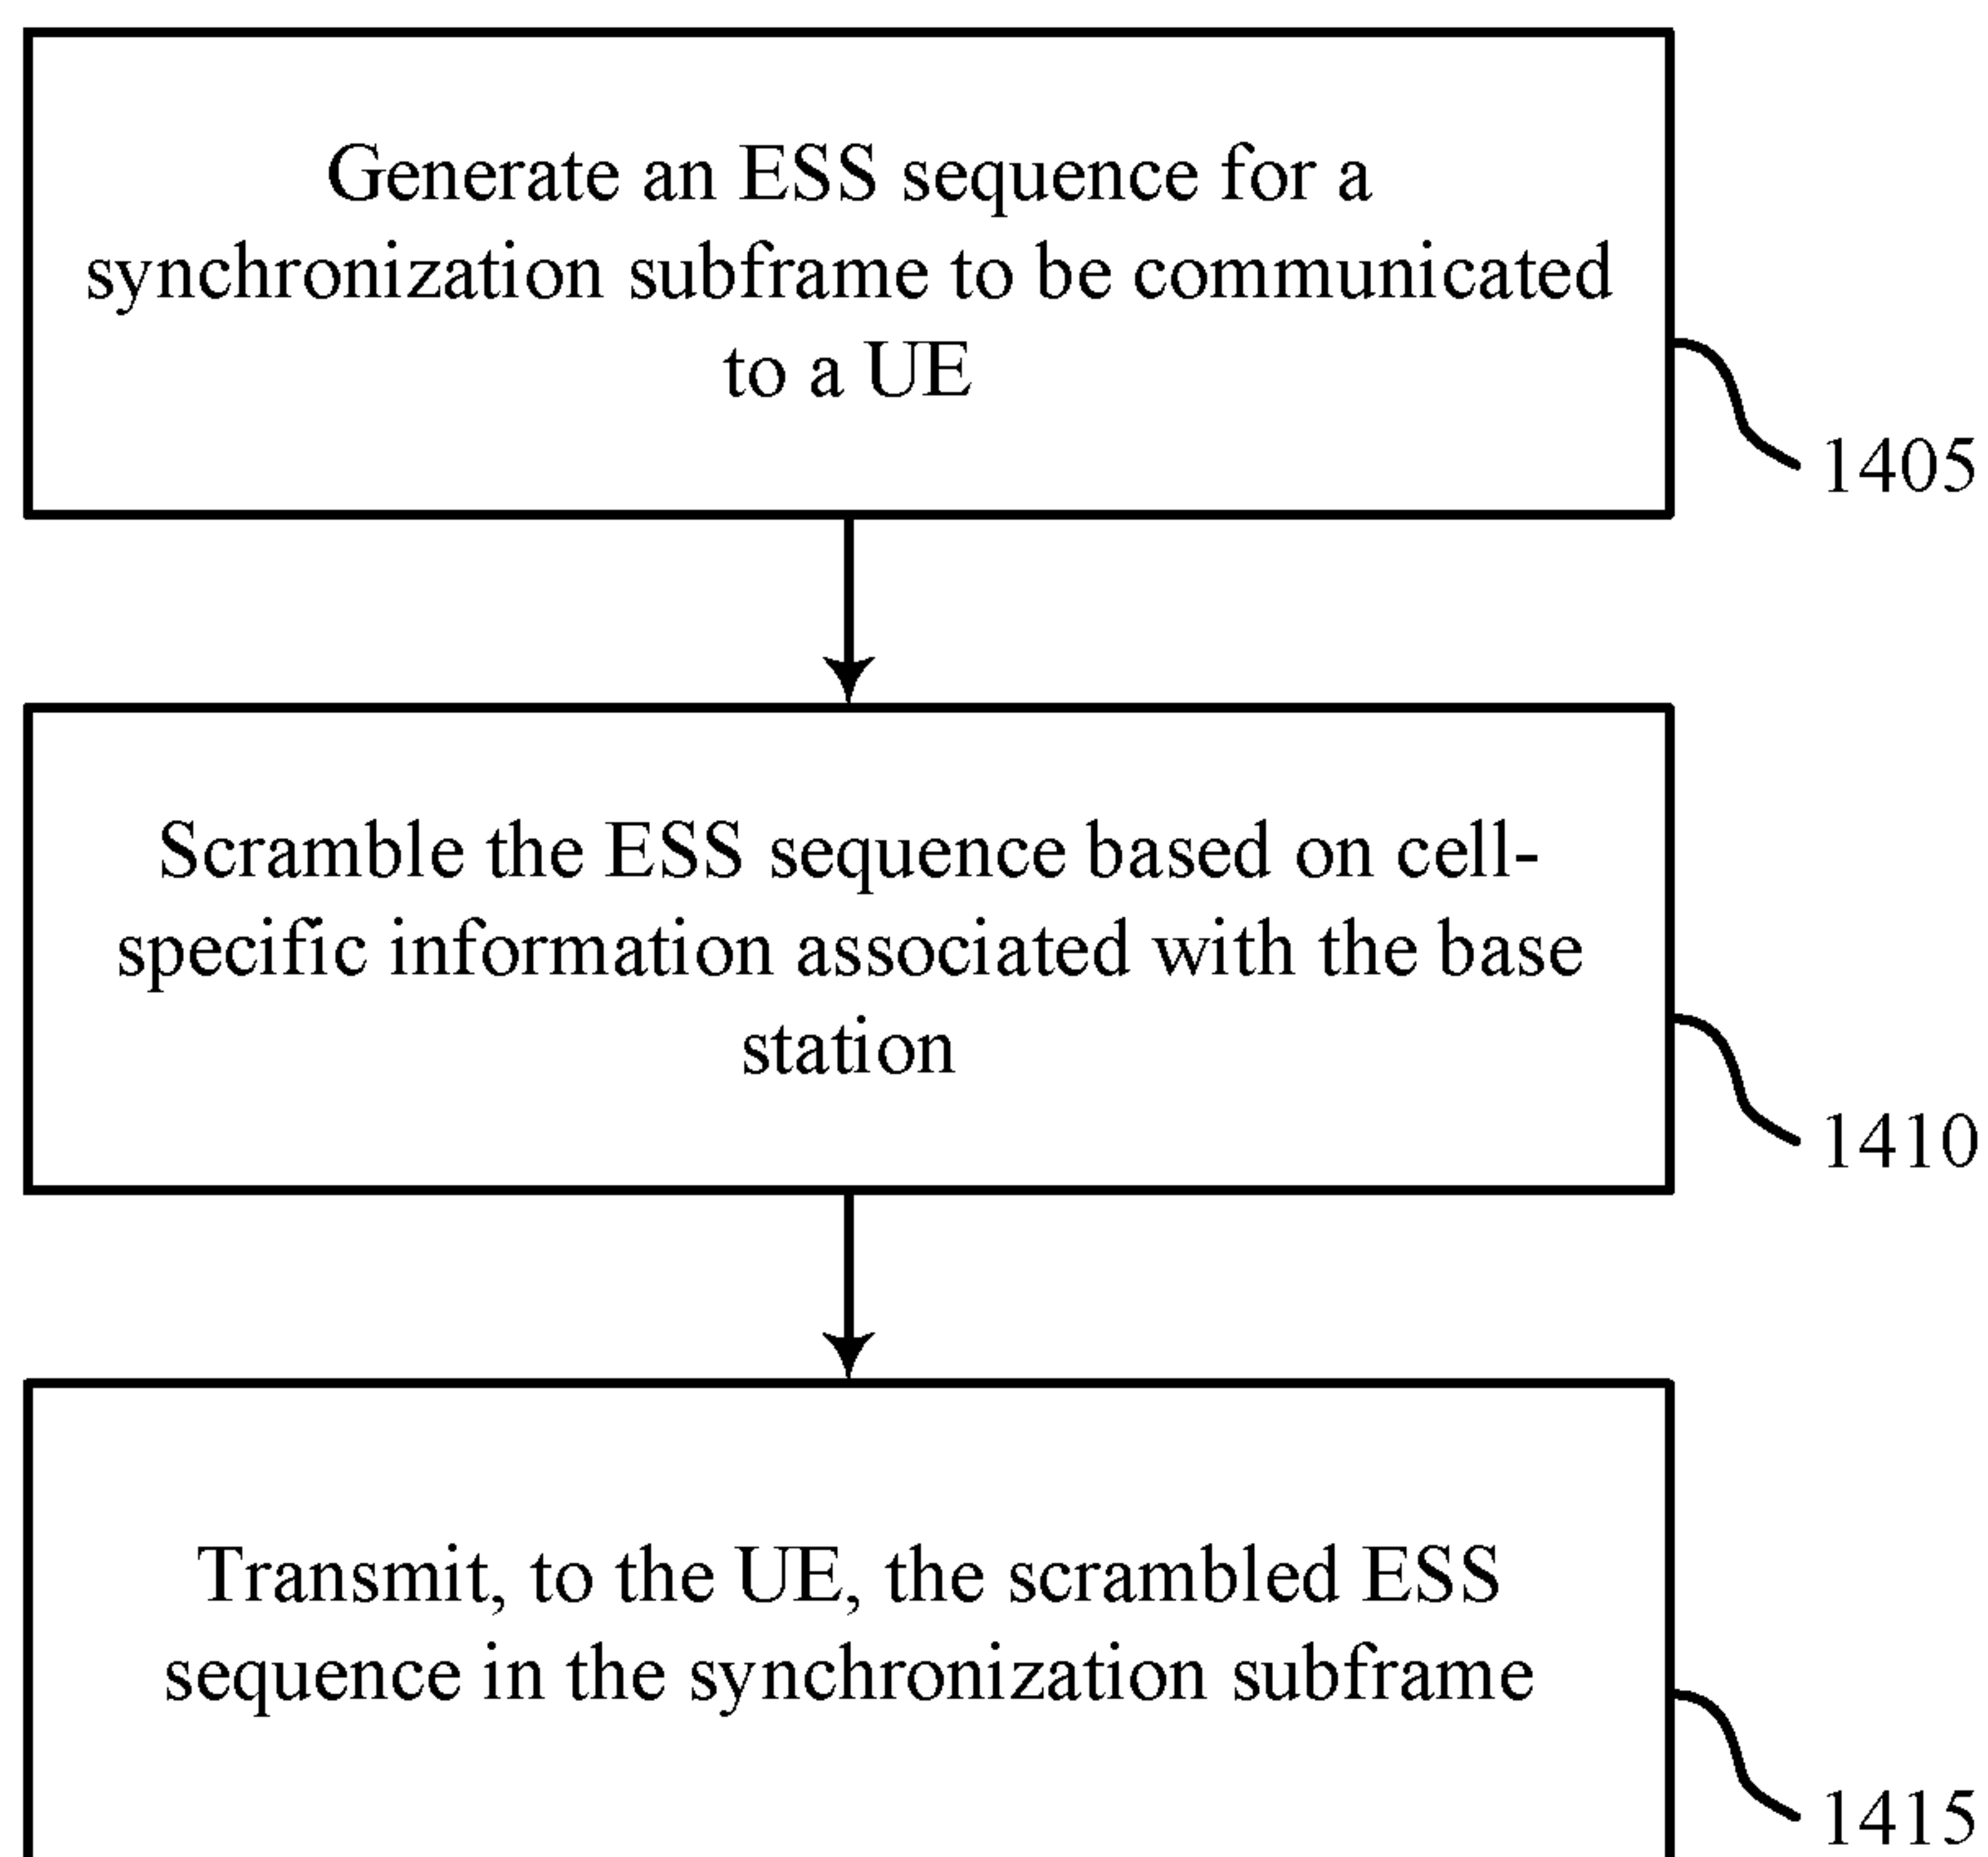 Generate an ESS sequence for a
synchronization subframe to be communicated
to a UE
1405
Scramble the ESS sequence based on cell-
specific information associated with the base
station
1410
Transmit, to the UE, the scrambled ESS
sequence in the synchronization subframe
1415